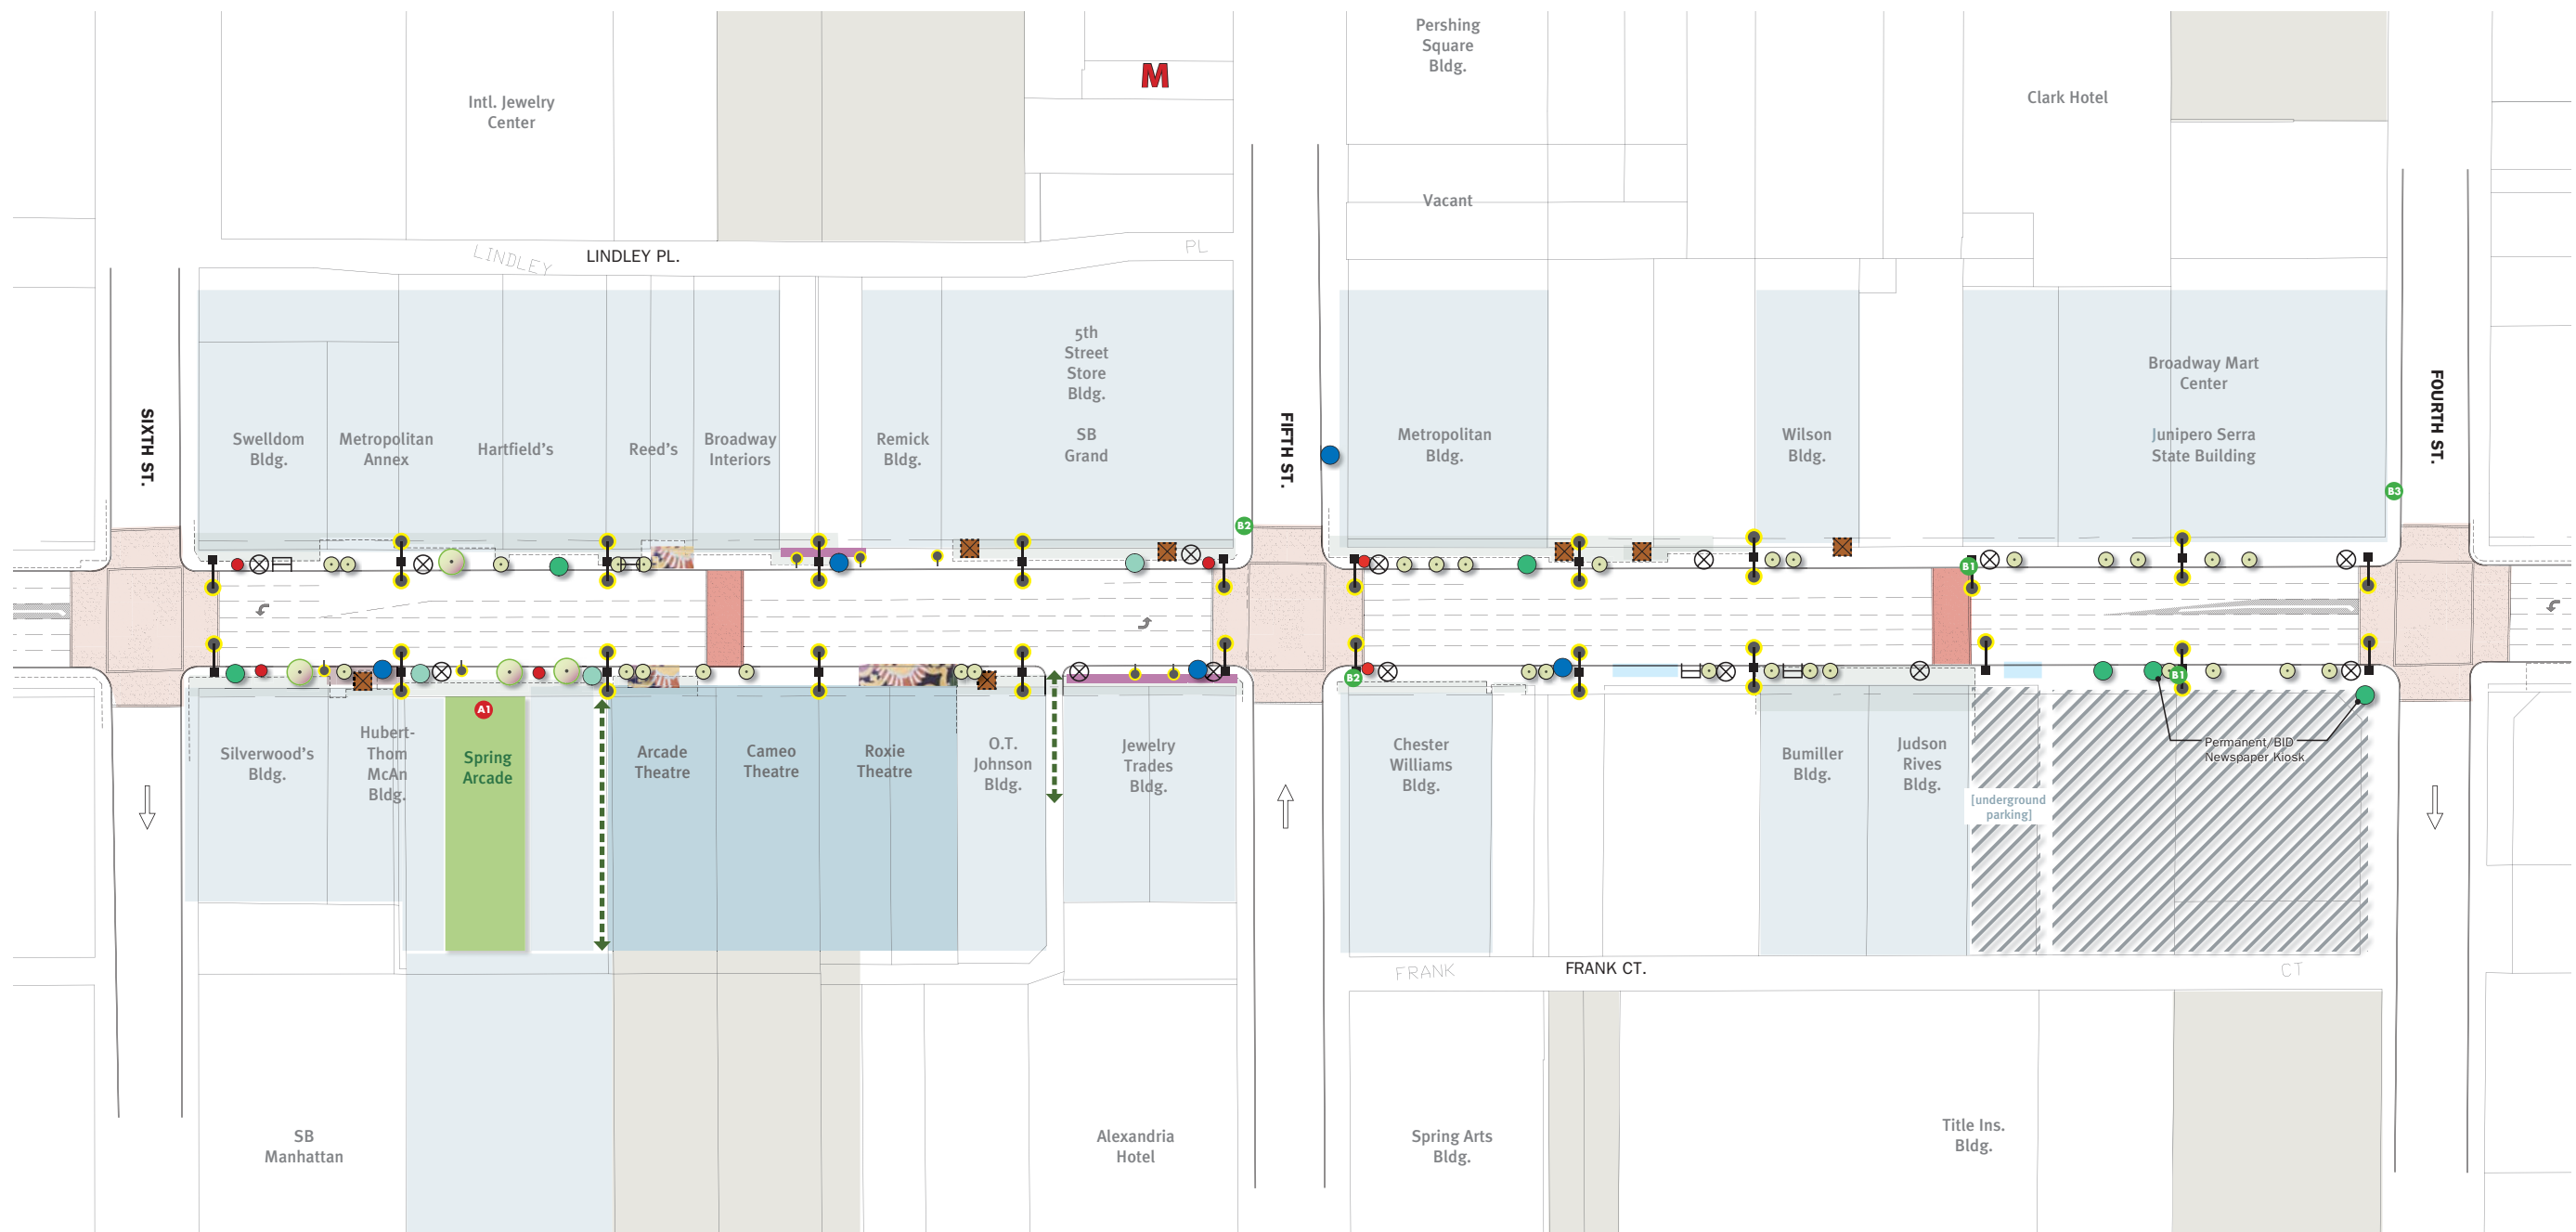 Pershing
Square
Bldg.
M
Intl. Jewelry
Center
Clark Hotel
Vacant
LINDLEY
LINDLEY PL.
PL
5th
Street
Store
Bldg.
SB
Grand
Broadway Mart
Center
Junipero Serra
State Building
SIXTH ST.
Swelldom
Bldg.
Metropolitan
Annex
Hartfield's
Reed's
Broadway
Interiors
Remick
Bldg.
FIFTH ST.
Metropolitan
Bldg.
Wilson
Bldg.
FOURTH ST.
B3
B2
B1
B2
B1
A1
Silverwood's
Bldg.
Hubert-
Thom
McAn
Bldg.
Spring
Arcade
Arcade
Theatre
Cameo
Theatre
Roxie
Theatre
O.T.
Johnson
Bldg.
Jewelry
Trades
Bldg.
Chester
Williams
Bldg.
Bumiller
Bldg.
Judson
Rives
Bldg.
Permanent/BID
Newspaper Kiosk
[underground
parking]
FRANK
FRANK CT.
CT
SB
Manhattan
Alexandria
Hotel
Spring Arts
Bldg.
Title Ins.
Bldg.